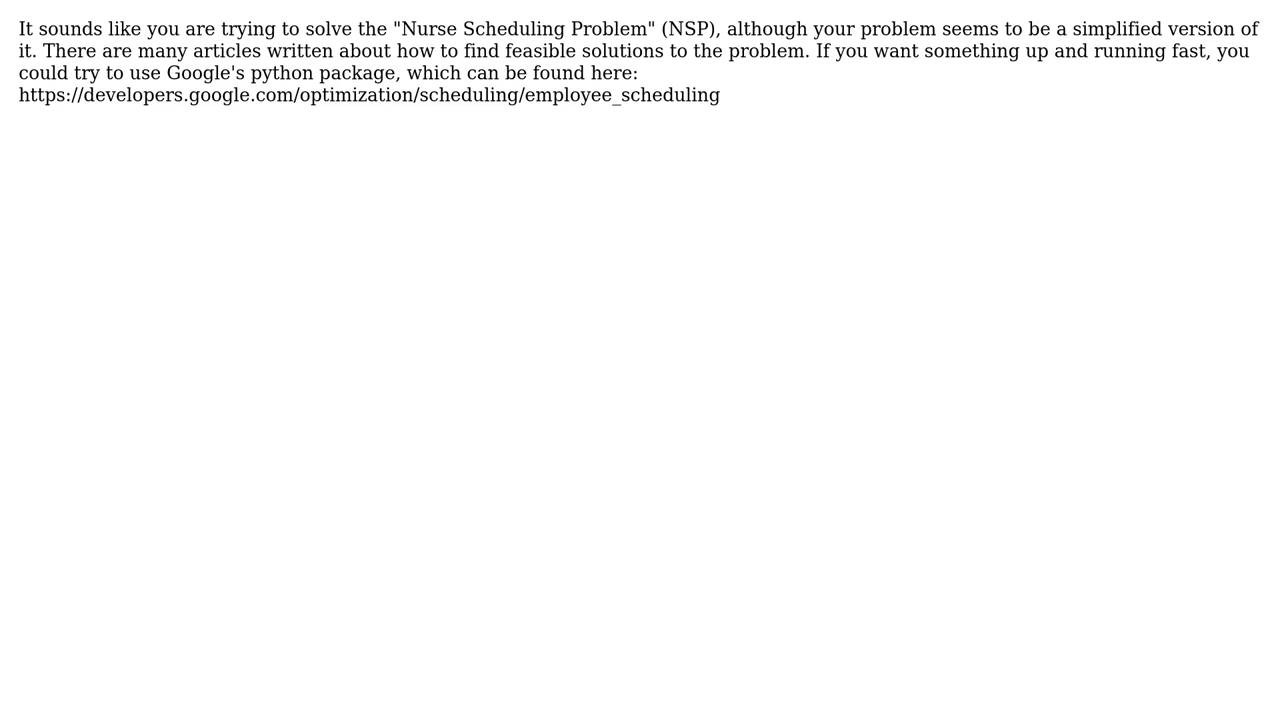 It sounds like you are trying to solve the "Nurse Scheduling Problem" (NSP), although your problem seems to be a simplified version of
it. There are many articles written about how to find feasible solutions to the problem. If you want something up and running fast, you
could try to use Google's python package, which can be found here:
https://developers.google.com/optimization/scheduling/employee_scheduling